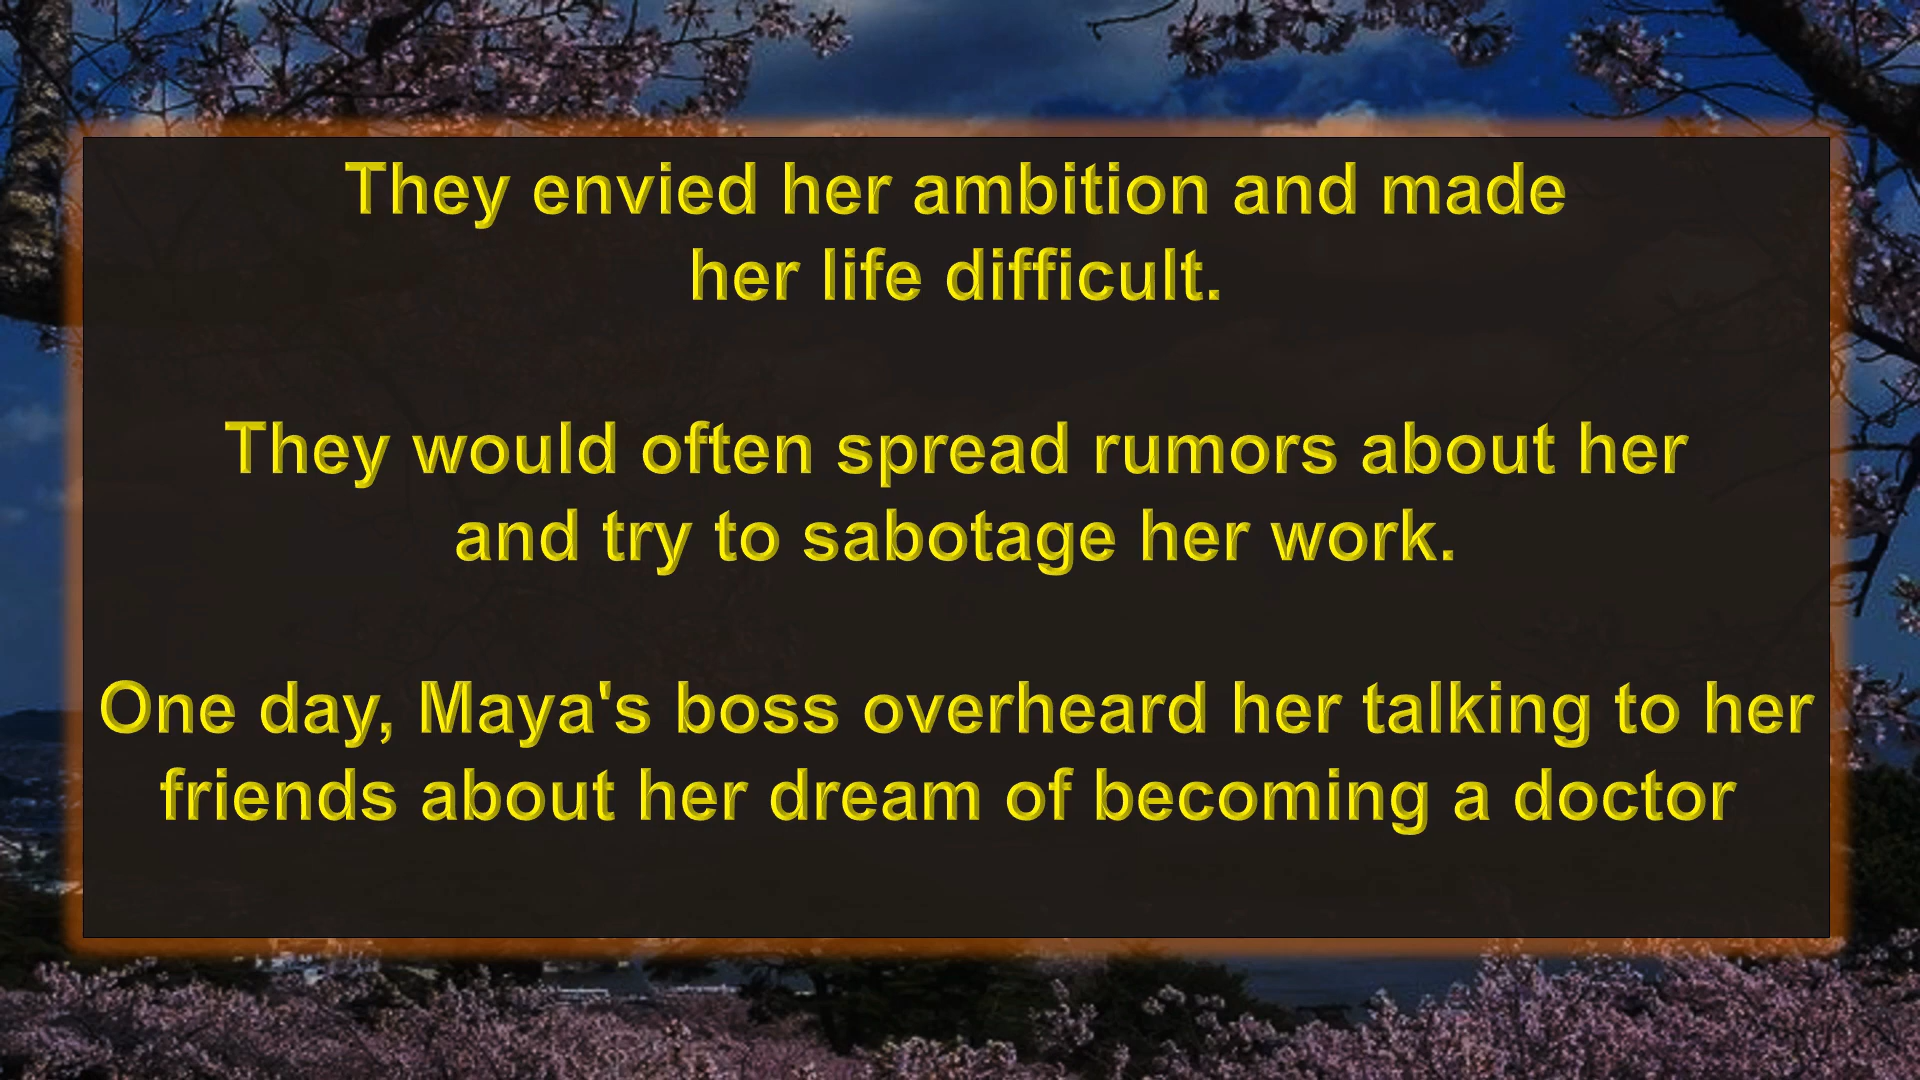 They envied her ambition and made
her life difficult.
They would often spread rumors about her
and try to sabotage her work.
One day, Maya's boss overheard her talking to her
friends about her dream of becoming a doctor